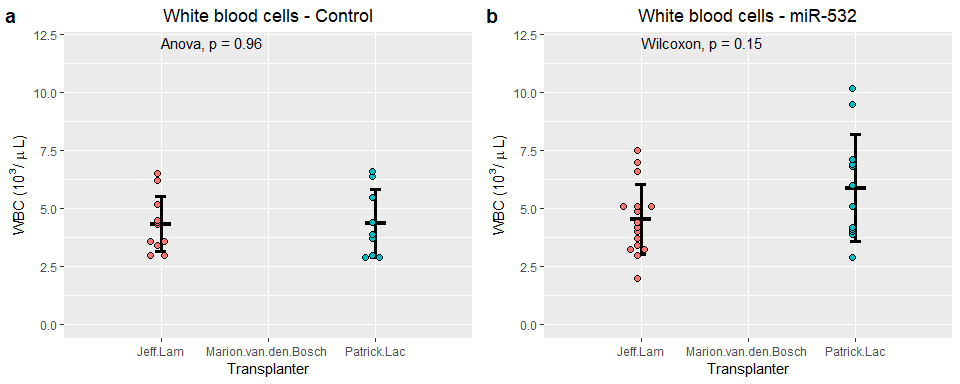 a
White blood cells - Control
Anova, p = 0.96
12.5
10.0
7.5
5.0
2.5
0.0
WBC (10³/ μ L)
Jeff.Lam
Marion.van.den.Bosch
Patrick.Lac
Transplanter
b
White blood cells - miR-532
Wilcoxon, p = 0.15
12.5
10.0
7.5
5.0
2.5
0.0
WBC (10³/ μ L)
Jeff.Lam
Marion.van.den.Bosch
Patrick.Lac
Transplanter